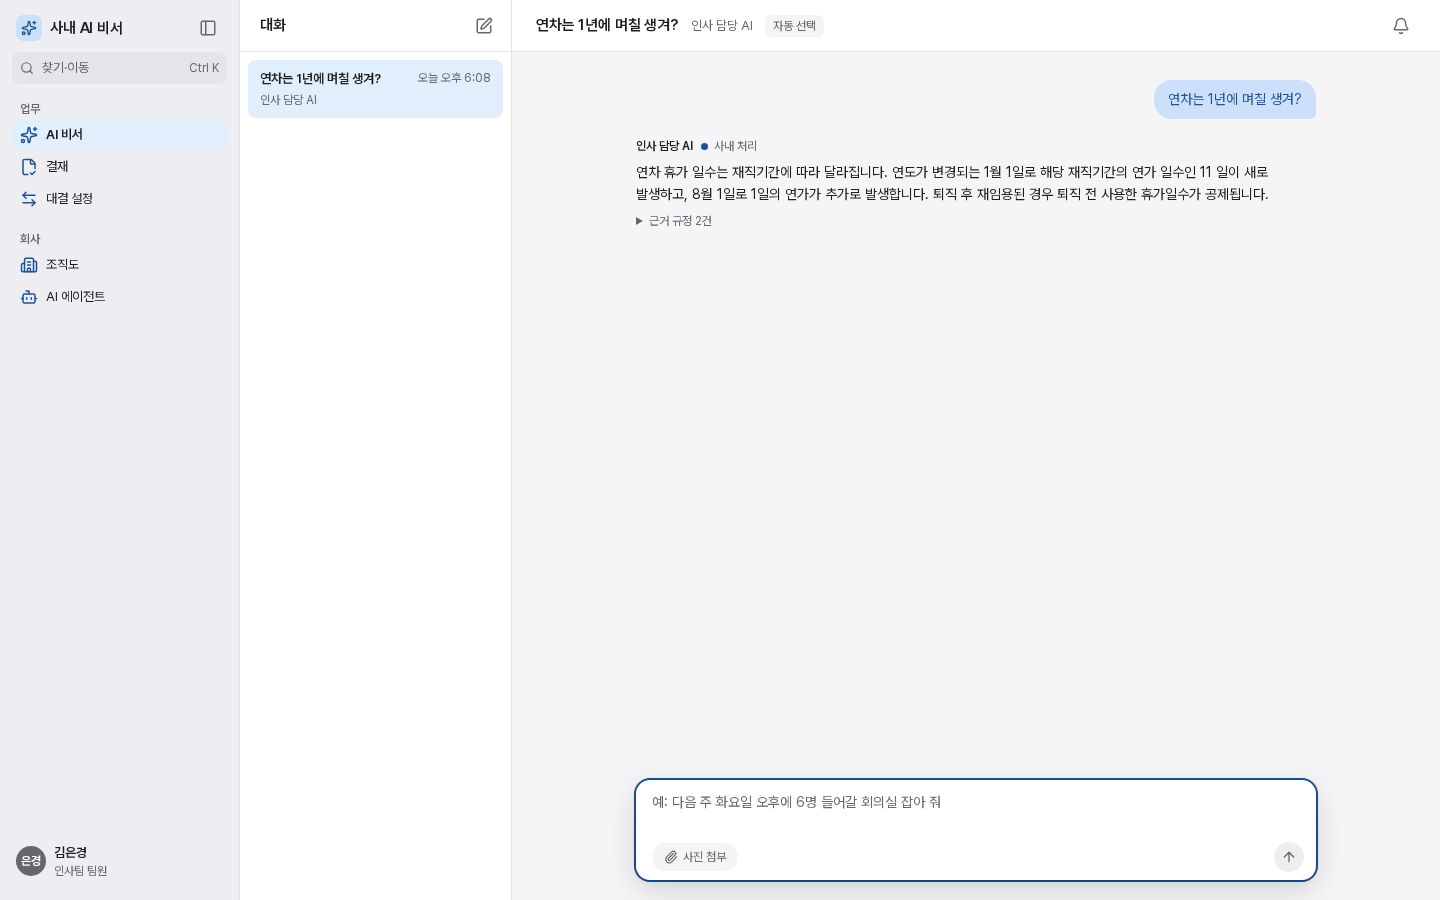 사내 AI 비서
찾기·이동 Ctrl K
업무
AI 비서
결재
대결 설정
회사
조직도
AI 에이전트
은경
김은경
인사팀 팀원
대화
연차는 1년에 며칠 생겨? 오늘 오후 6:08
인사 담당 AI
연차는 1년에 며칠 생겨? 인사 담당 AI 자동 선택
연차는 1년에 며칠 생겨?
인사 담당 AI 사내 처리
연차 휴가 일수는 재직기간에 따라 달라집니다. 연도가 변경되는 1월 1일로 해당 재직기간의 연가 일수인 11 일이 새로
발생하고, 8월 1일로 1일의 연가가 추가로 발생합니다. 퇴직 후 재임용된 경우 퇴직 전 사용한 휴가일수가 공제됩니다.
근거 규정 2건
예: 다음 주 화요일 오후에 6명 들어갈 회의실 잡아 줘
사진 첨부